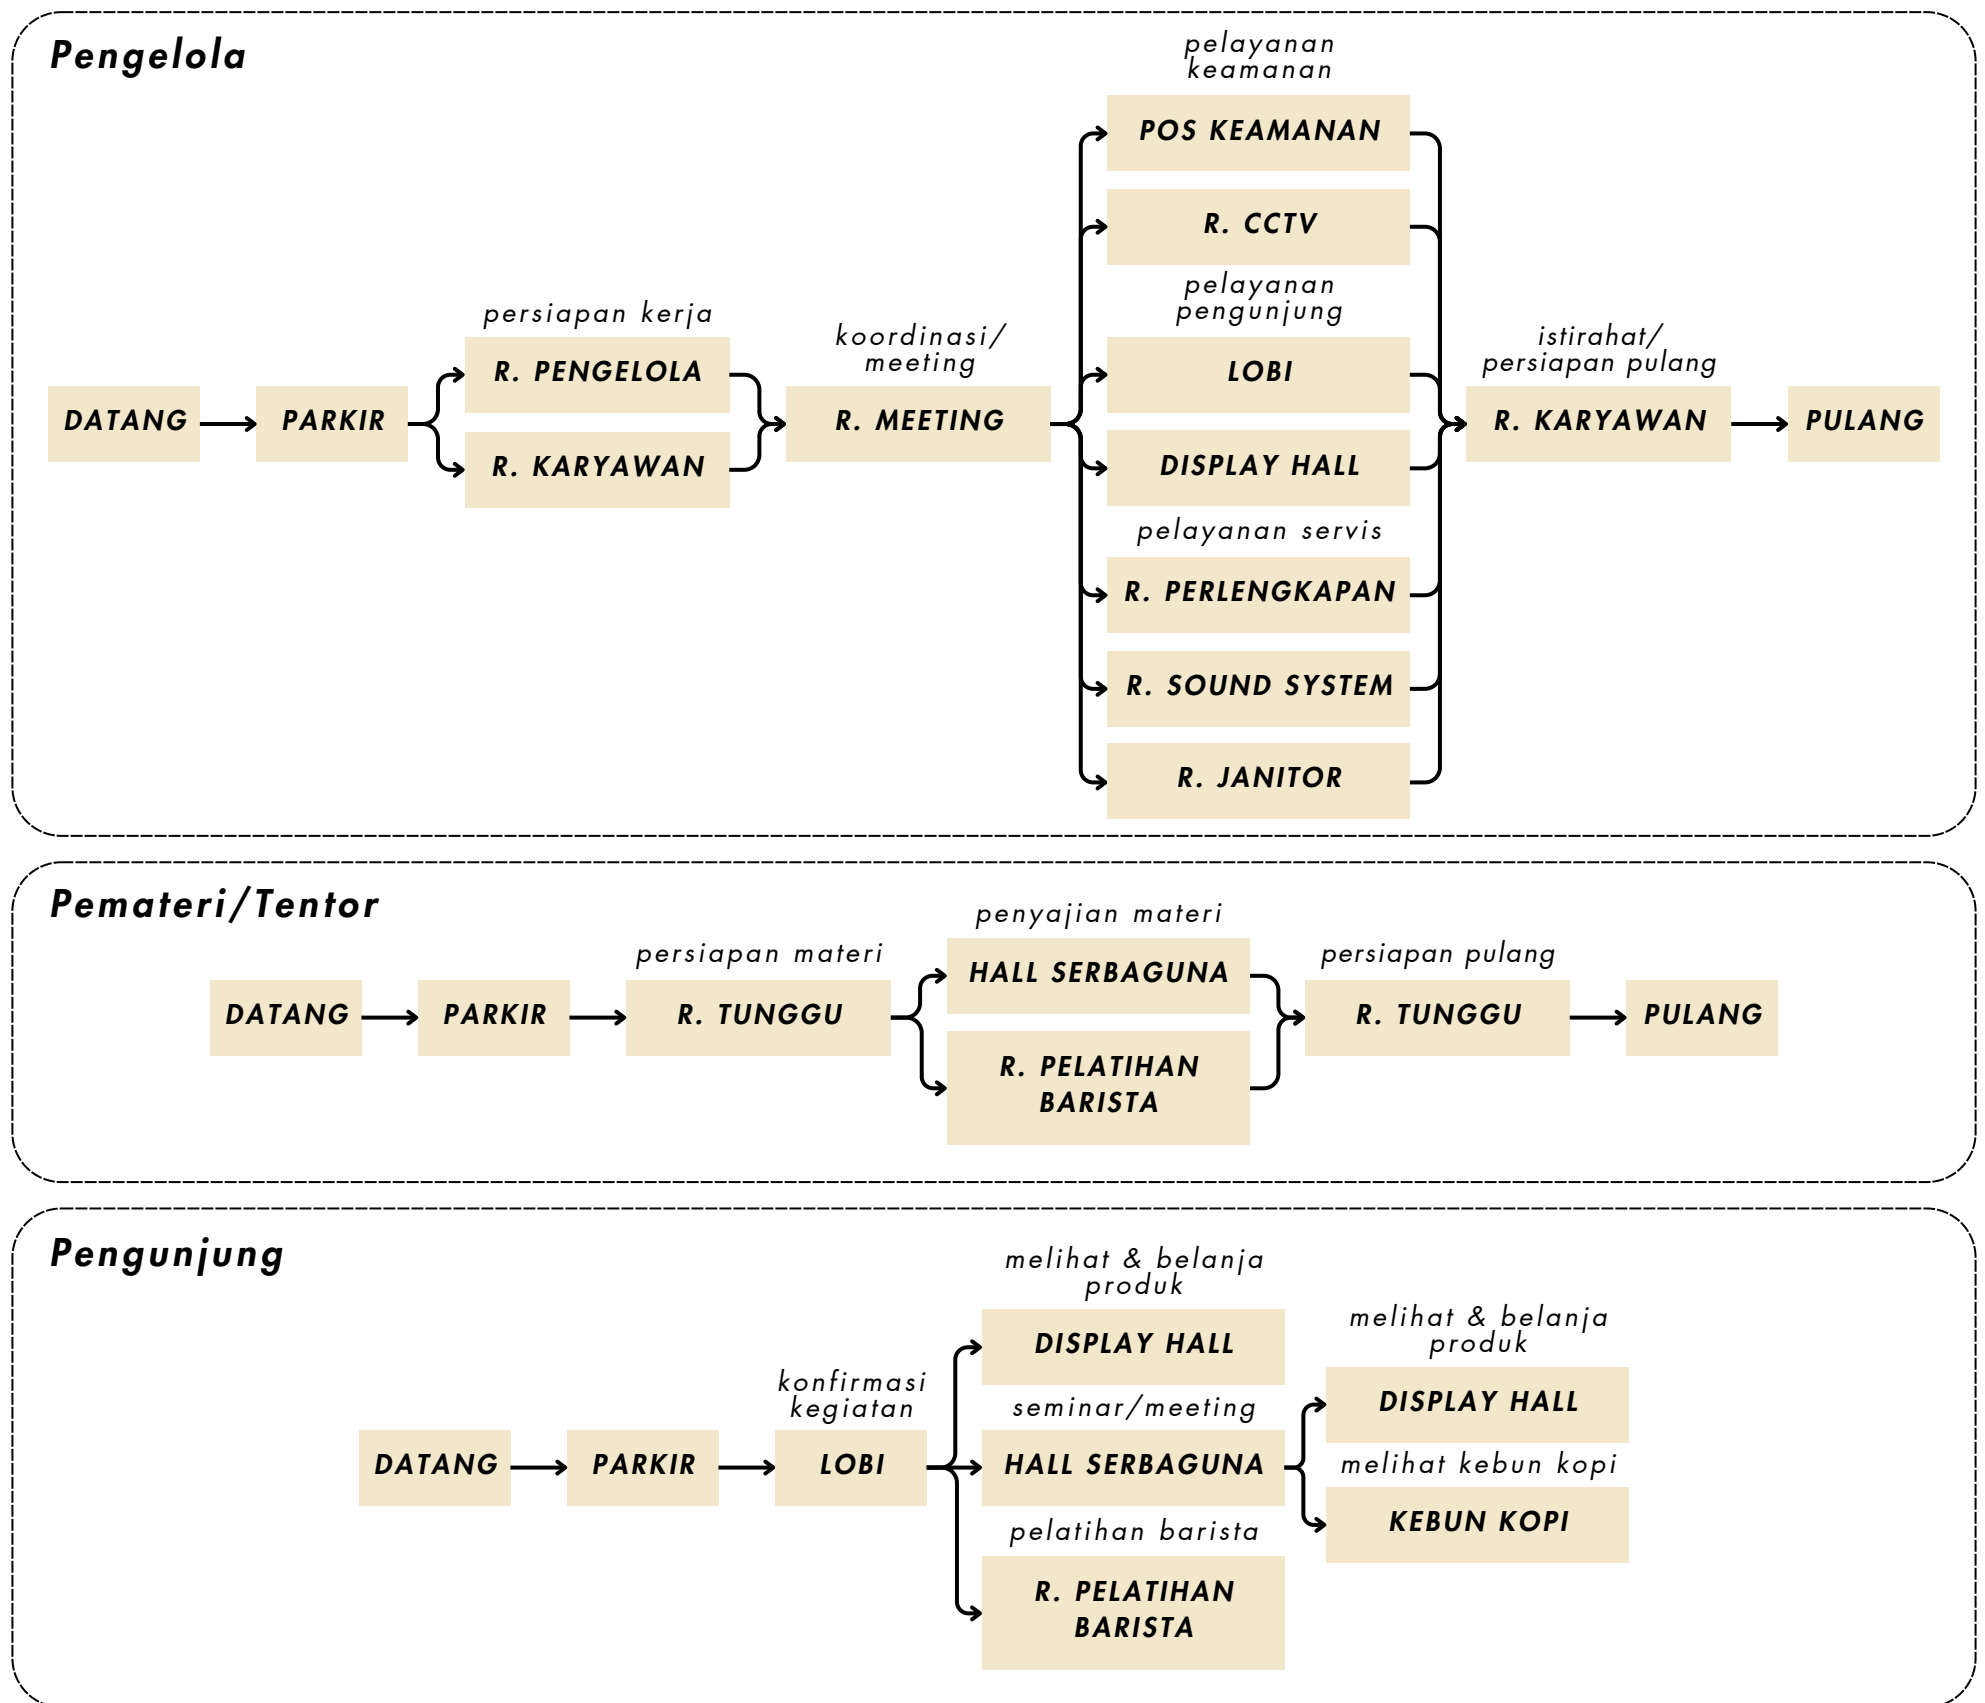 Pengelola
pelayanan
keamanan
POS KEAMANAN
R. CCTV
pelayanan
pengunjung
persiapan kerja
koordinasi/
meeting
istirahat/
persiapan pulang
R. PENGELOLA
LOBI
DATANG
PARKIR
R. MEETING
R. KARYAWAN
PULANG
R. KARYAWAN
DISPLAY HALL
pelayanan servis
R. PERLENGKAPAN
R. SOUND SYSTEM
R. JANITOR
Pemateri/Tentor
penyajian materi
persiapan materi
persiapan pulang
HALL SERBAGUNA
DATANG
PARKIR
R. TUNGGU
R. TUNGGU
PULANG
R. PELATIHAN
BARISTA
Pengunjung
melihat & belanja
produk
DISPLAY HALL
melihat & belanja
produk
konfirmasi
kegiatan
seminar/meeting
DISPLAY HALL
DATANG
PARKIR
LOBI
HALL SERBAGUNA
melihat kebun kopi
KEBUN KOPI
pelatihan barista
R. PELATIHAN
BARISTA